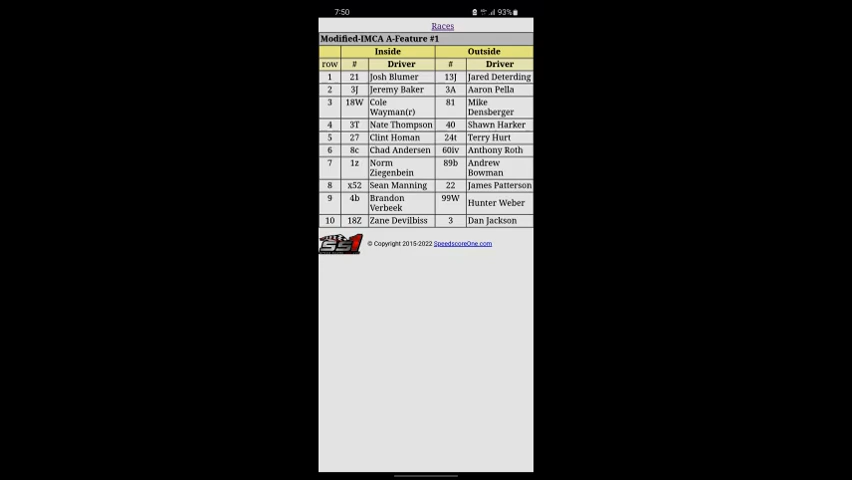 7:50 93%
Races
Modified-IMCA A-Feature #1
Inside Outside
row # Driver # Driver
1 21 Josh Blumer 13J Jared Deterding
2 3J Jeremy Baker 3A Aaron Pella
3 18W Cole Wayman(r) 81 Mike Densberger
4 3T Nate Thompson 40 Shawn Harker
5 27 Clint Homan 24t Terry Hurt
6 8c Chad Andersen 60iv Anthony Roth
7 1z Norm Ziegenbein 89b Andrew Bowman
8 x52 Sean Manning 22 James Patterson
9 4b Brandon Verbeek 99W Hunter Weber
10 18Z Zane Devilbiss 3 Dan Jackson
SS1 © Copyright 2015-2022 SpeedscoreOne.com